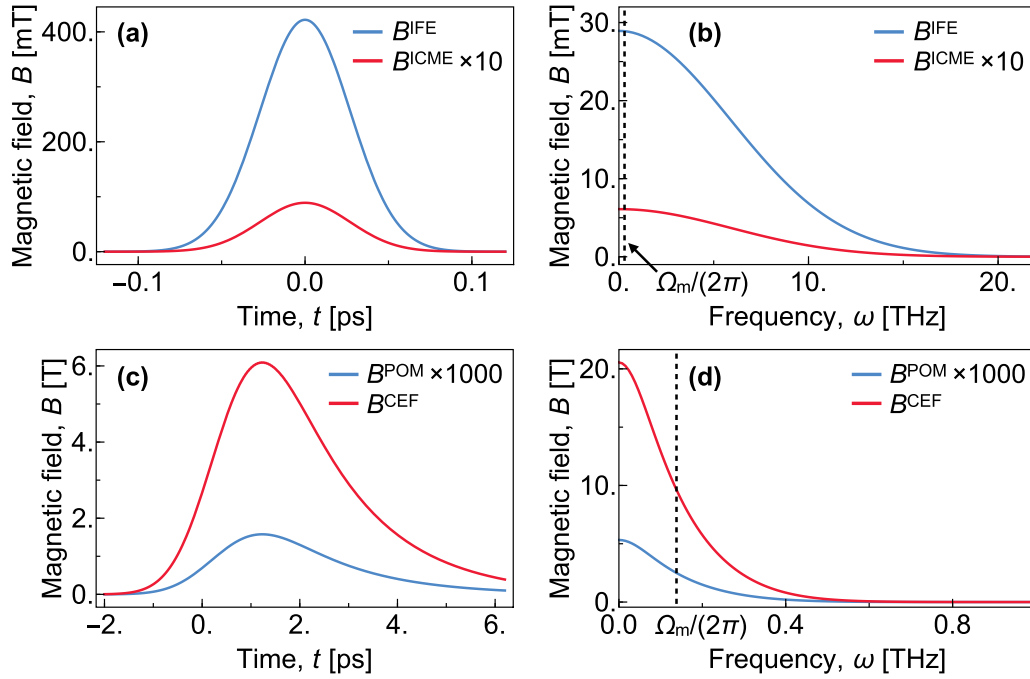 (a)
B^IFE
B^ICME ×10
Magnetic field, B [mT]
400.
200.
0.
−0.1
0.0
0.1
Time, t [ps]
(b)
B^IFE
B^ICME ×10
Magnetic field, B [mT]
30.
20.
10.
0.
0.
Ωm/(2π)
10.
20.
Frequency, ω [THz]
(c)
B^POM ×1000
B^CEF
Magnetic field, B [T]
6.
4.
2.
0.
−2.
0.
2.
4.
6.
Time, t [ps]
(d)
B^POM ×1000
B^CEF
Magnetic field, B [T]
20.
10.
0.
0.0
Ωm/(2π)
0.4
0.8
Frequency, ω [THz]